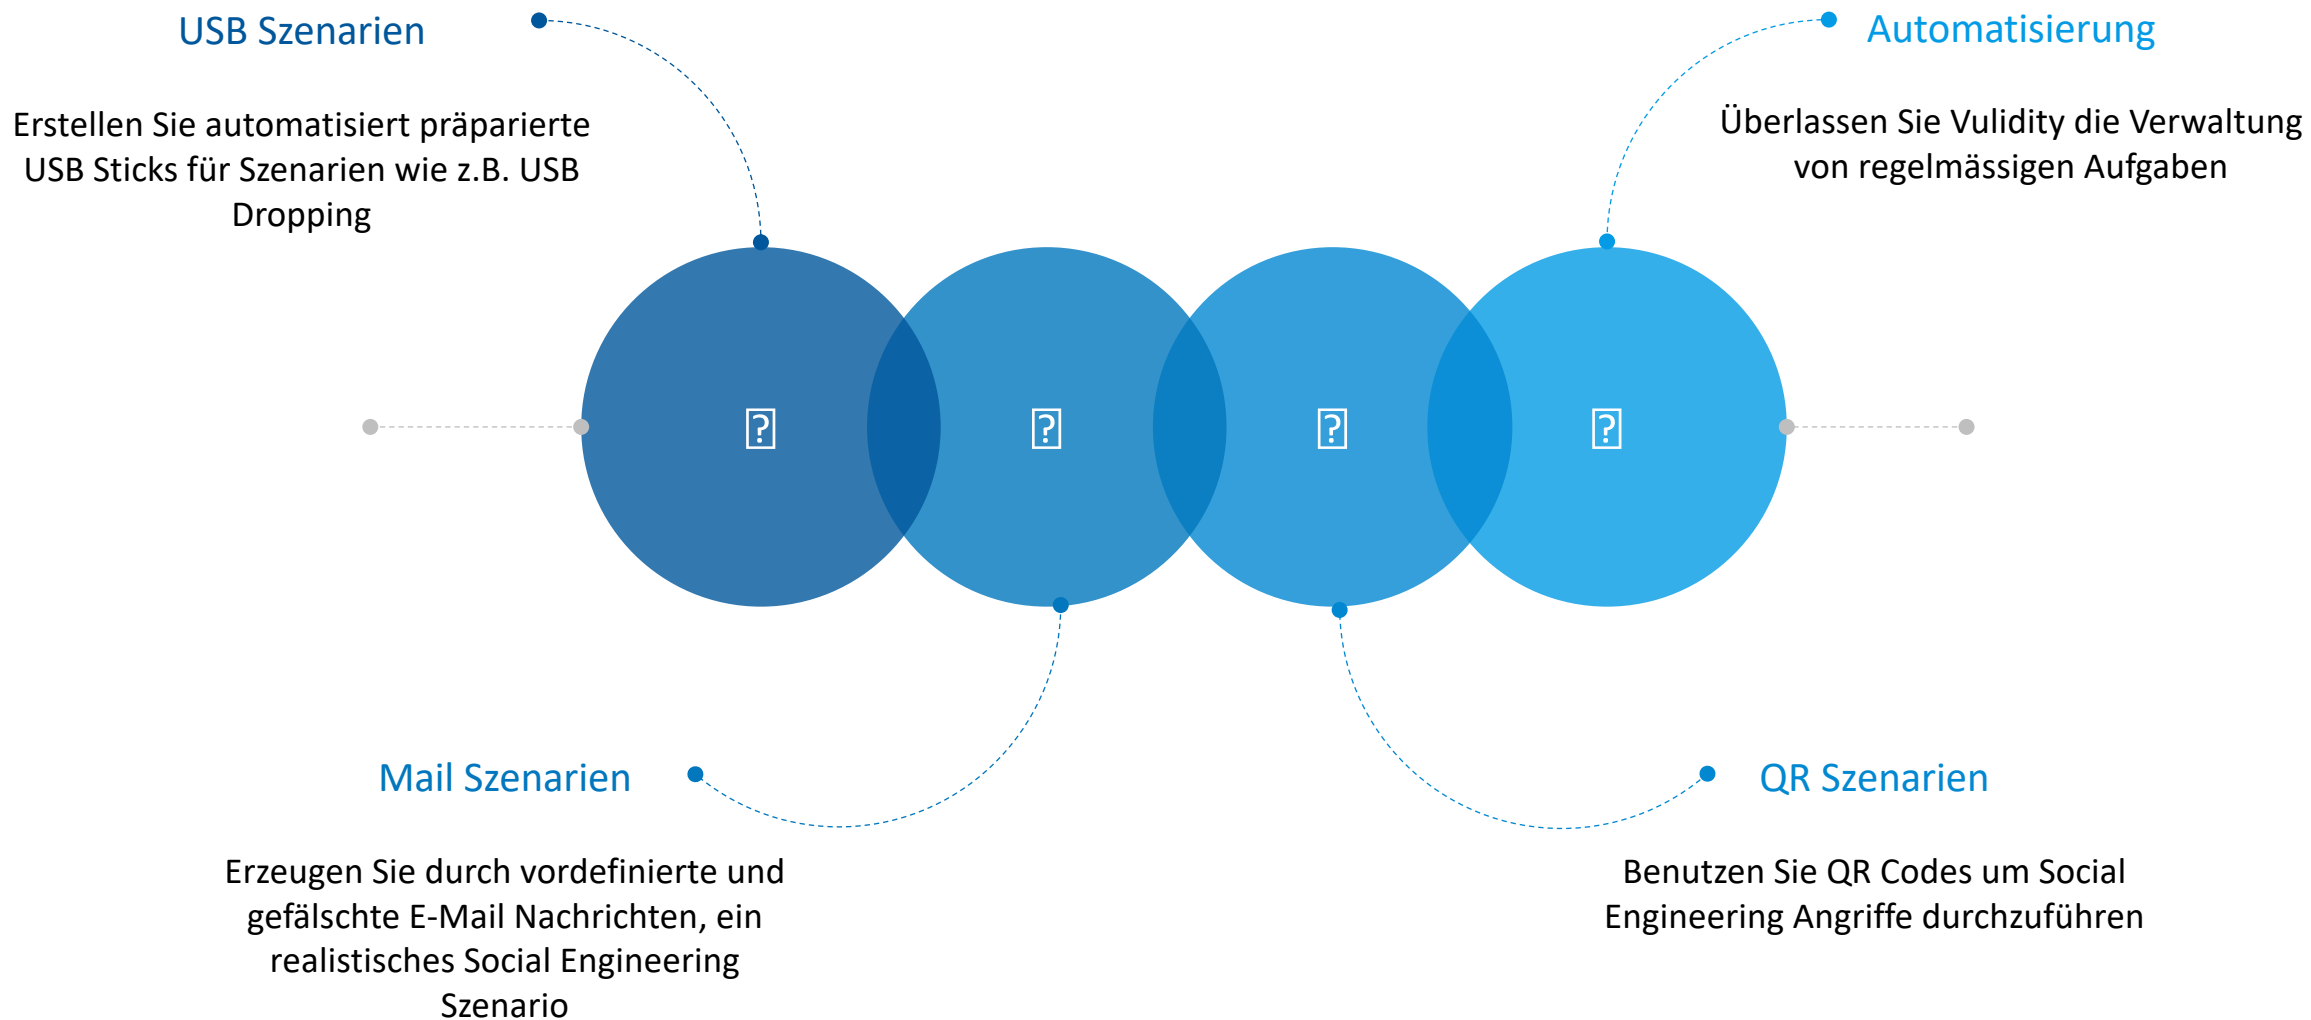 USB Szenarien
Erstellen Sie automatisiert präparierte
USB Sticks für Szenarien wie z.B. USB
Dropping
Automatisierung
Überlassen Sie Vulidity die Verwaltung
von regelmässigen Aufgaben
Mail Szenarien
Erzeugen Sie durch vordefinierte und
gefälschte E-Mail Nachrichten, ein
realistisches Social Engineering
Szenario
QR Szenarien
Benutzen Sie QR Codes um Social
Engineering Angriffe durchzuführen